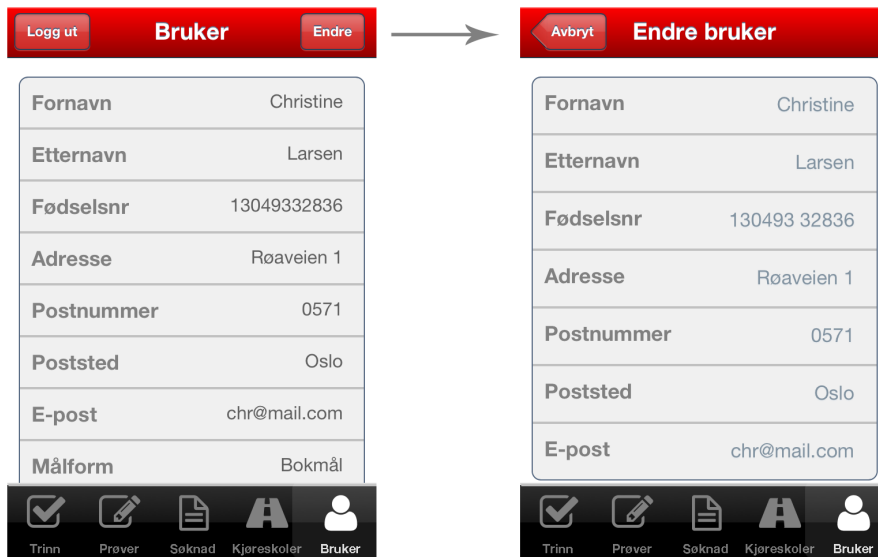 Logg ut Bruker Endre
Fornavn Christine
Etternavn Larsen
Fødselsnr 13049332836
Adresse Røaveien 1
Postnummer 0571
Poststed Oslo
E-post chr@mail.com
Målform Bokmål
Trinn Prøver Søknad Kjøreskoler Bruker
Avbryt Endre bruker
Fornavn Christine
Etternavn Larsen
Fødselsnr 130493 32836
Adresse Røaveien 1
Postnummer 0571
Poststed Oslo
E-post chr@mail.com
Trinn Prøver Søknad Kjøreskoler Bruker